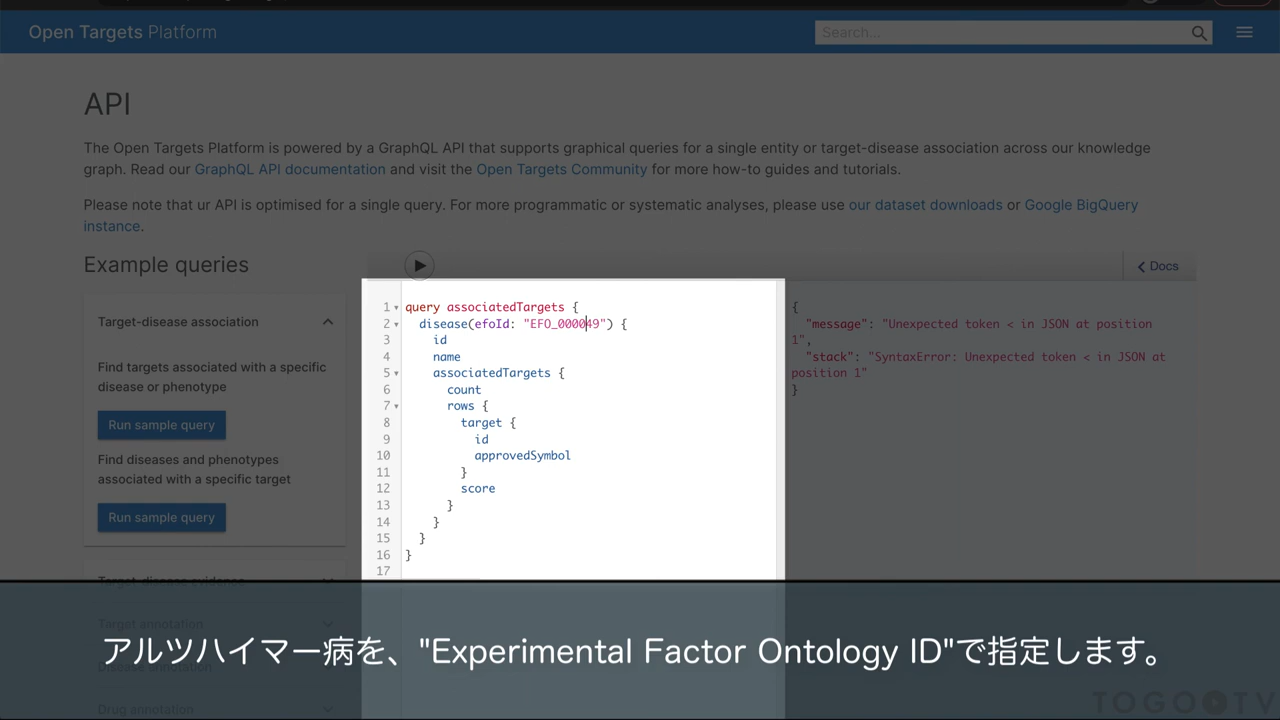 Open Targets Platform
Search...
API
The Open Targets Platform is powered by a GraphQL API that supports graphical queries for a single entity or target-disease association across our knowledge
graph. Read our GraphQL API documentation and visit the Open Targets Community for more how-to guides and tutorials.
Please note that ur API is optimised for a single query. For more programmatic or systematic analyses, please use our dataset downloads or Google BigQuery
instance.
Example queries
Docs
Target-disease association
Find targets associated with a specific
disease or phenotype
Run sample query
Find diseases and phenotypes
associated with a specific target
Run sample query
Target-disease evidence
Target annotation
Drug annotation
1 query associatedTargets {
2 disease(efoId: "EFO_000049") {
3 id
4 name
5 associatedTargets {
6 count
7 rows {
8 target {
9 id
10 approvedSymbol
11 }
12 score
13 }
14 }
15 }
16 }
17
{
"message": "Unexpected token < in JSON at position
1",
"stack": "SyntaxError: Unexpected token < in JSON at
position 1"
}
アルツハイマー病を、"Experimental Factor Ontology ID"で指定します。
TOGOTV